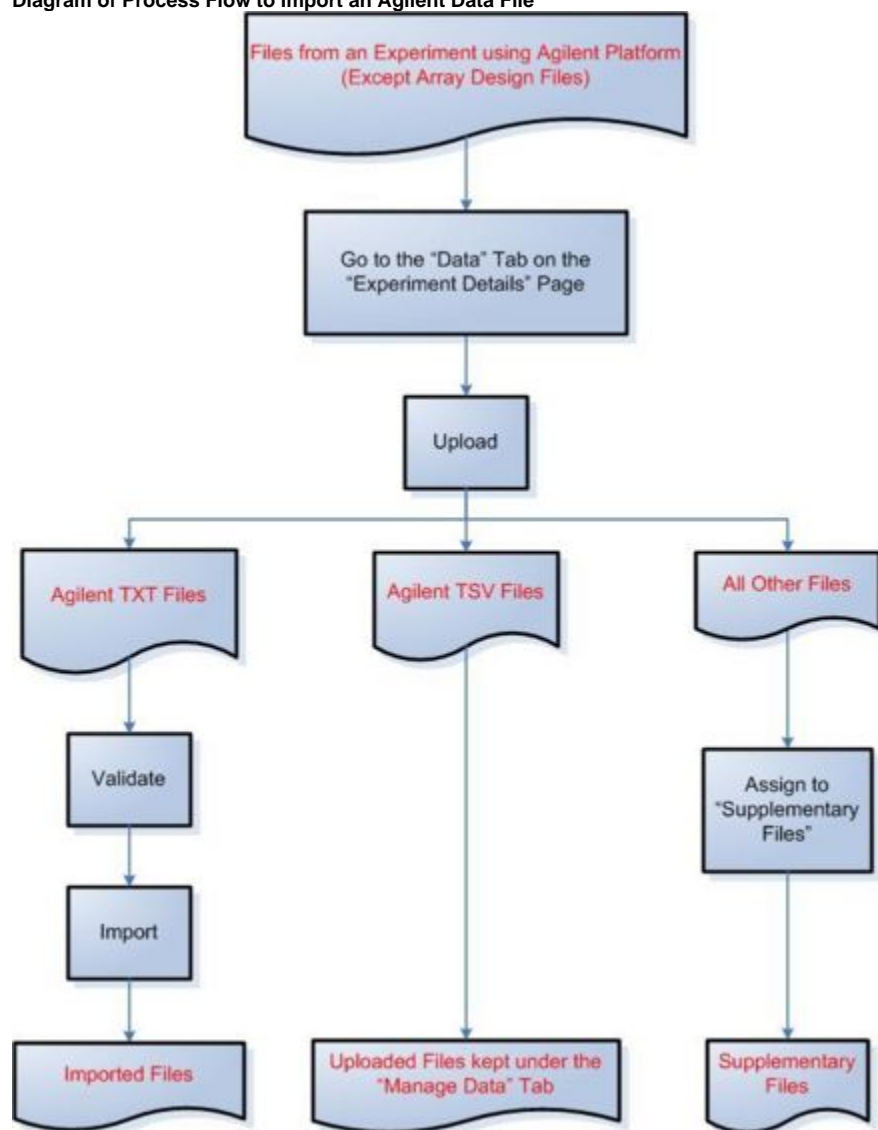 Diagram of Process Flow to Import an Agilent Data File
Files from an Experiment using Agilent Platform
(Except Array Design Files)
Go to the “Data” Tab on the
“Experiment Details” Page
Upload
Agilent TXT Files
Agilent TSV Files
All Other Files
Validate
Assign to
“Supplementary
Files”
Import
Imported Files
Uploaded Files kept under the
“Manage Data” Tab
Supplementary
Files